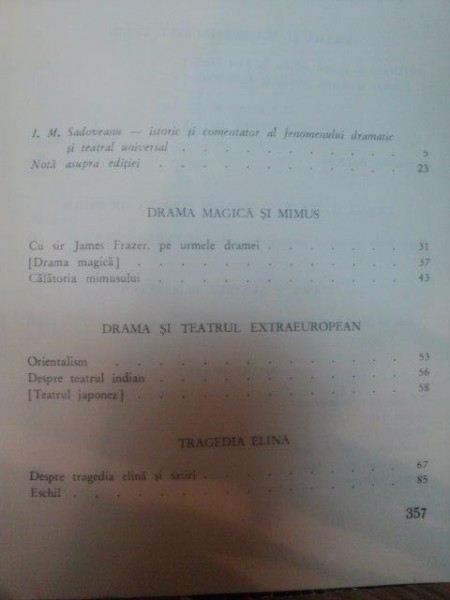 I. M. Sadoveanu — istoric și comentator al fenomenului dramatic
și teatral universal . . . . . . . . . . . . 5
Notă asupra ediției . . . . . . . . . . . . 23
DRAMA MAGICĂ ȘI MIMUS
Cu sir James Frazer, pe urmele dramei . . . . . . . . 31
[Drama magică] . . . . . . . . . . . . . 37
Călătoria mimusului . . . . . . . . . . . . 43
DRAMA ȘI TEATRUL EXTRAEUROPEAN
Orientalism . . . . . . . . . . . . . . 53
Despre teatrul indian . . . . . . . . . . . . 56
[Teatrul japonez] . . . . . . . . . . . . . 58
TRAGEDIA ELINĂ
Despre tragedia elină și satiri . . . . . . . . . . 67
Eschil . . . . . . . . . . . . . . . 85
357